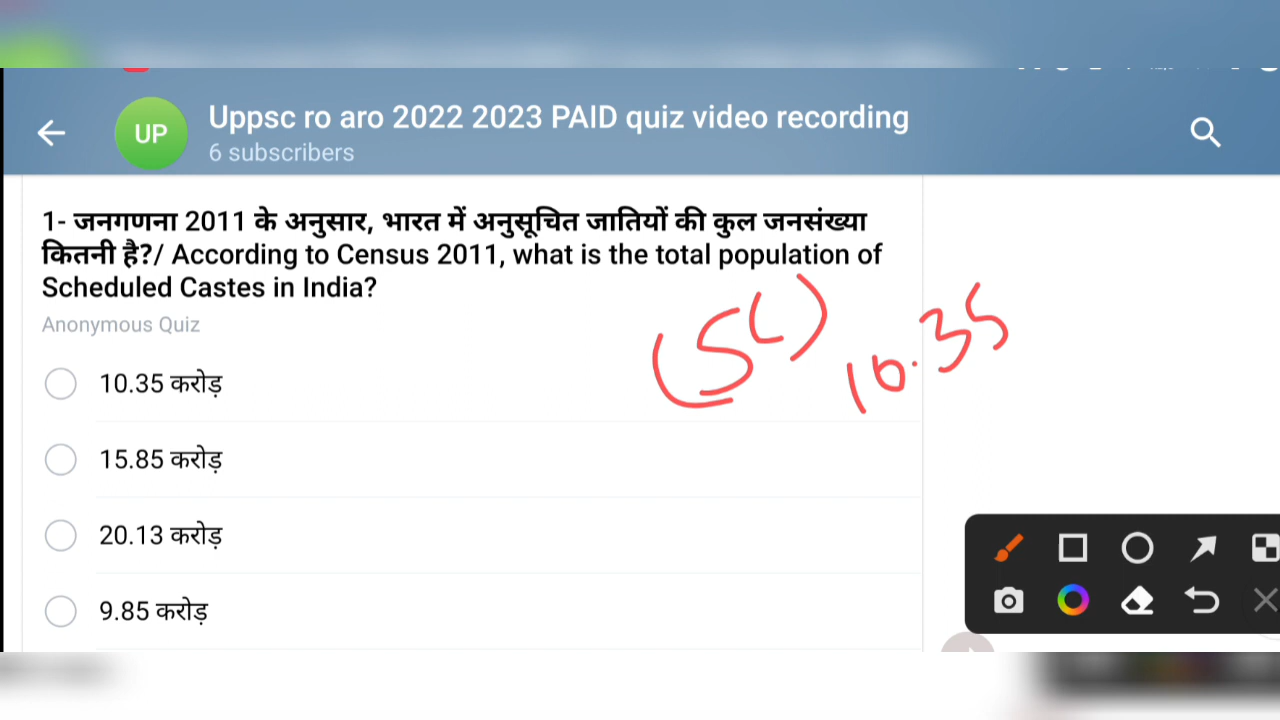 UP
Uppsc ro aro 2022 2023 PAID quiz video recording
6 subscribers
1- जनगणना 2011 के अनुसार, भारत में अनुसूचित जातियों की कुल जनसंख्या
कितनी है?/ According to Census 2011, what is the total population of
Scheduled Castes in India?
Anonymous Quiz
(SC)
10.35
10.35 करोड़
15.85 करोड़
20.13 करोड़
9.85 करोड़